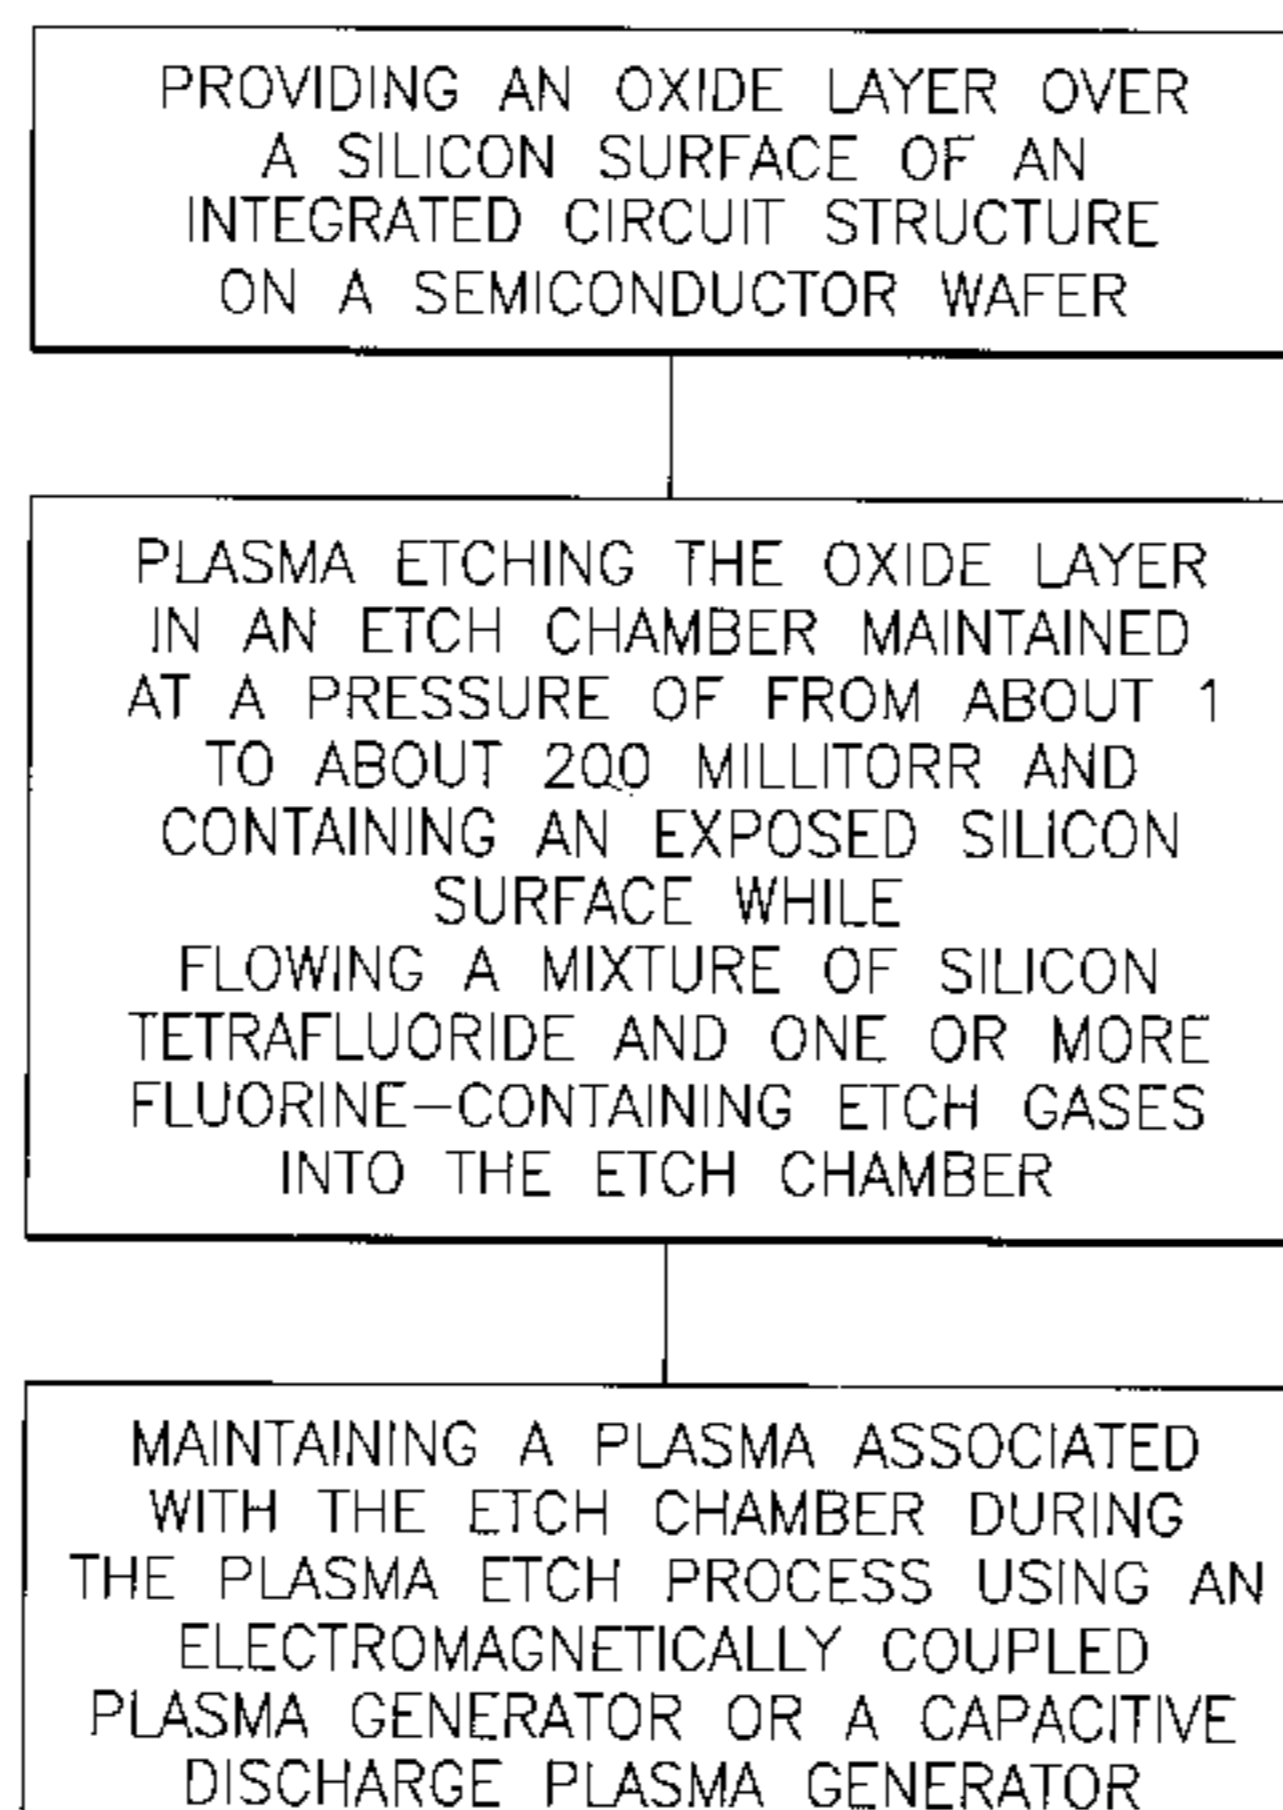 PROVIDING AN OXIDE LAYER OVER
A SILICON SURFACE OF AN
INTEGRATED CIRCUIT STRUCTURE
ON A SEMICONDUCTOR WAFER
PLASMA ETCHING THE OXIDE LAYER
IN AN ETCH CHAMBER MAINTAINED
AT A PRESSURE OF FROM ABOUT 1
TO ABOUT 200 MILLITORR AND
CONTAINING AN EXPOSED SILICON
SURFACE WHILE
FLOWING A MIXTURE OF SILICON
TETRAFLUORIDE AND ONE OR MORE
FLUORINE-CONTAINING ETCH GASES
INTO THE ETCH CHAMBER
MAINTAINING A PLASMA ASSOCIATED
WITH THE ETCH CHAMBER DURING
THE PLASMA ETCH PROCESS USING AN
ELECTROMAGNETICALLY COUPLED
PLASMA GENERATOR OR A CAPACITIVE
DISCHARGE PLASMA GENERATOR